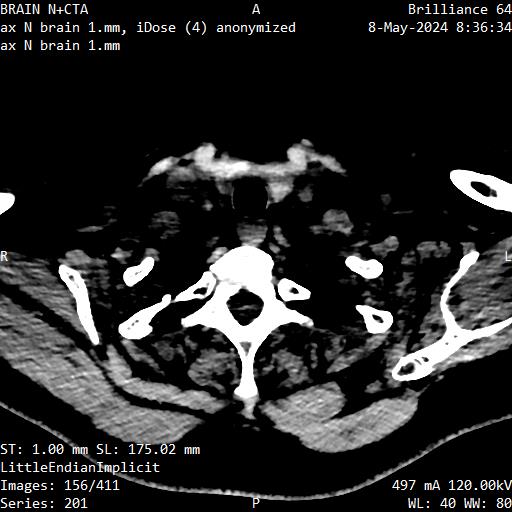 BRAIN N+CTA
ax N brain 1.mm, iDose (4) anonymized
ax N brain 1.mm
A
Brilliance 64
8-May-2024 8:36:34
R
L
ST: 1.00 mm SL: 175.02 mm
LittleEndianImplicit
Images: 156/411
Series: 201
P
497 mA 120.00kV
WL: 40 WW: 80